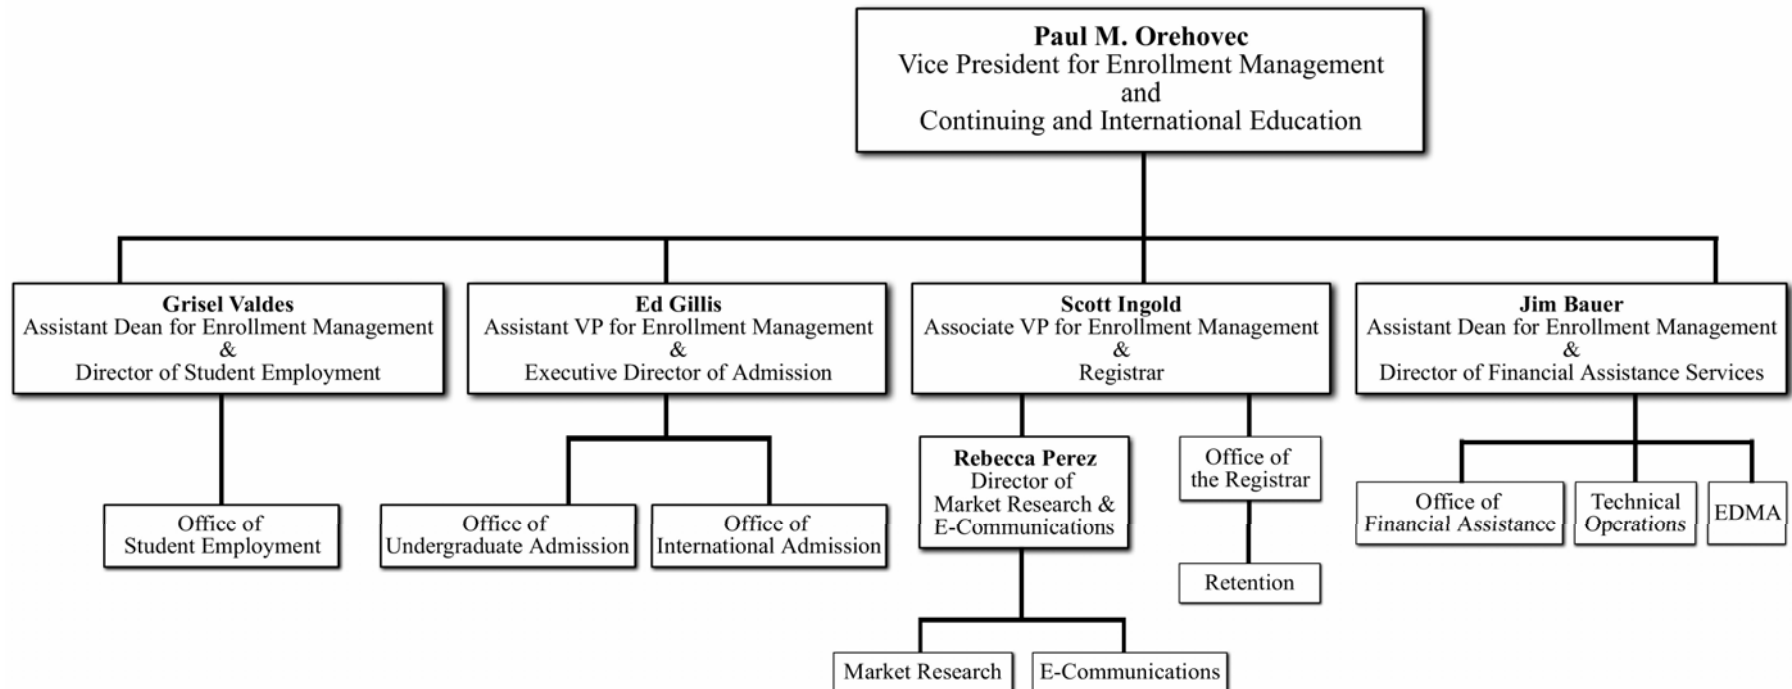 Paul M. Orehovec
Vice President for Enrollment Management
and
Continuing and International Education
Grisel Valdes
Assistant Dean for Enrollment Management
&
Director of Student Employment
Ed Gillis
Assistant VP for Enrollment Management
&
Executive Director of Admission
Scott Ingold
Associate VP for Enrollment Management
&
Registrar
Jim Bauer
Assistant Dean for Enrollment Management
&
Director of Financial Assistance Services
Office of
Student Employment
Office of
Undergraduate Admission
Office of
International Admission
Rebecca Perez
Director of
Market Research &
E-Communications
Office of
the Registrar
Retention
Office of
Financial Assistance
Technical
Operations
EDMA
Market Research
E-Communications